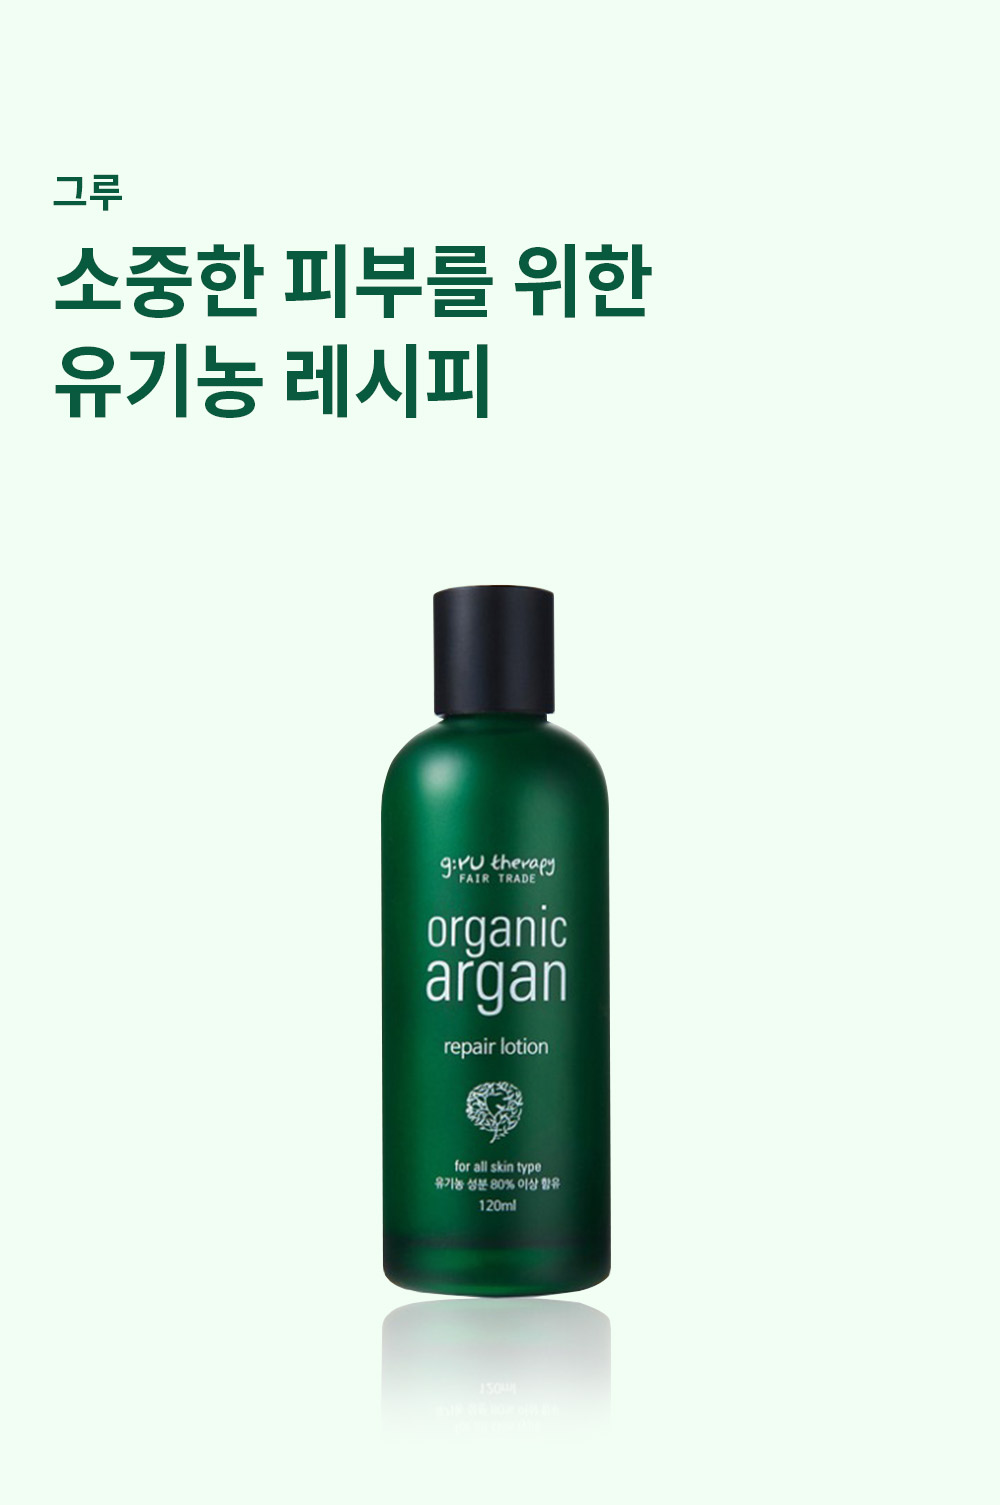 그루
소중한 피부를 위한
유기농 레시피
g:ru therapy
FAIR TRADE
organic
argan
repair lotion
for all skin type
유기농 성분 80% 이상 함유
120ml